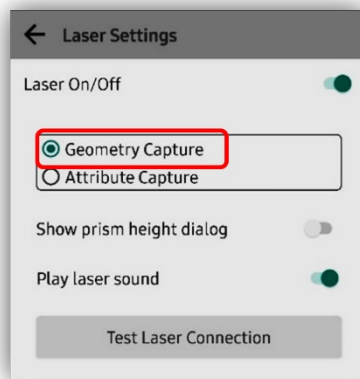 Laser Settings
Laser On/Off
Geometry Capture
Attribute Capture
Show prism height dialog
Play laser sound
Test Laser Connection